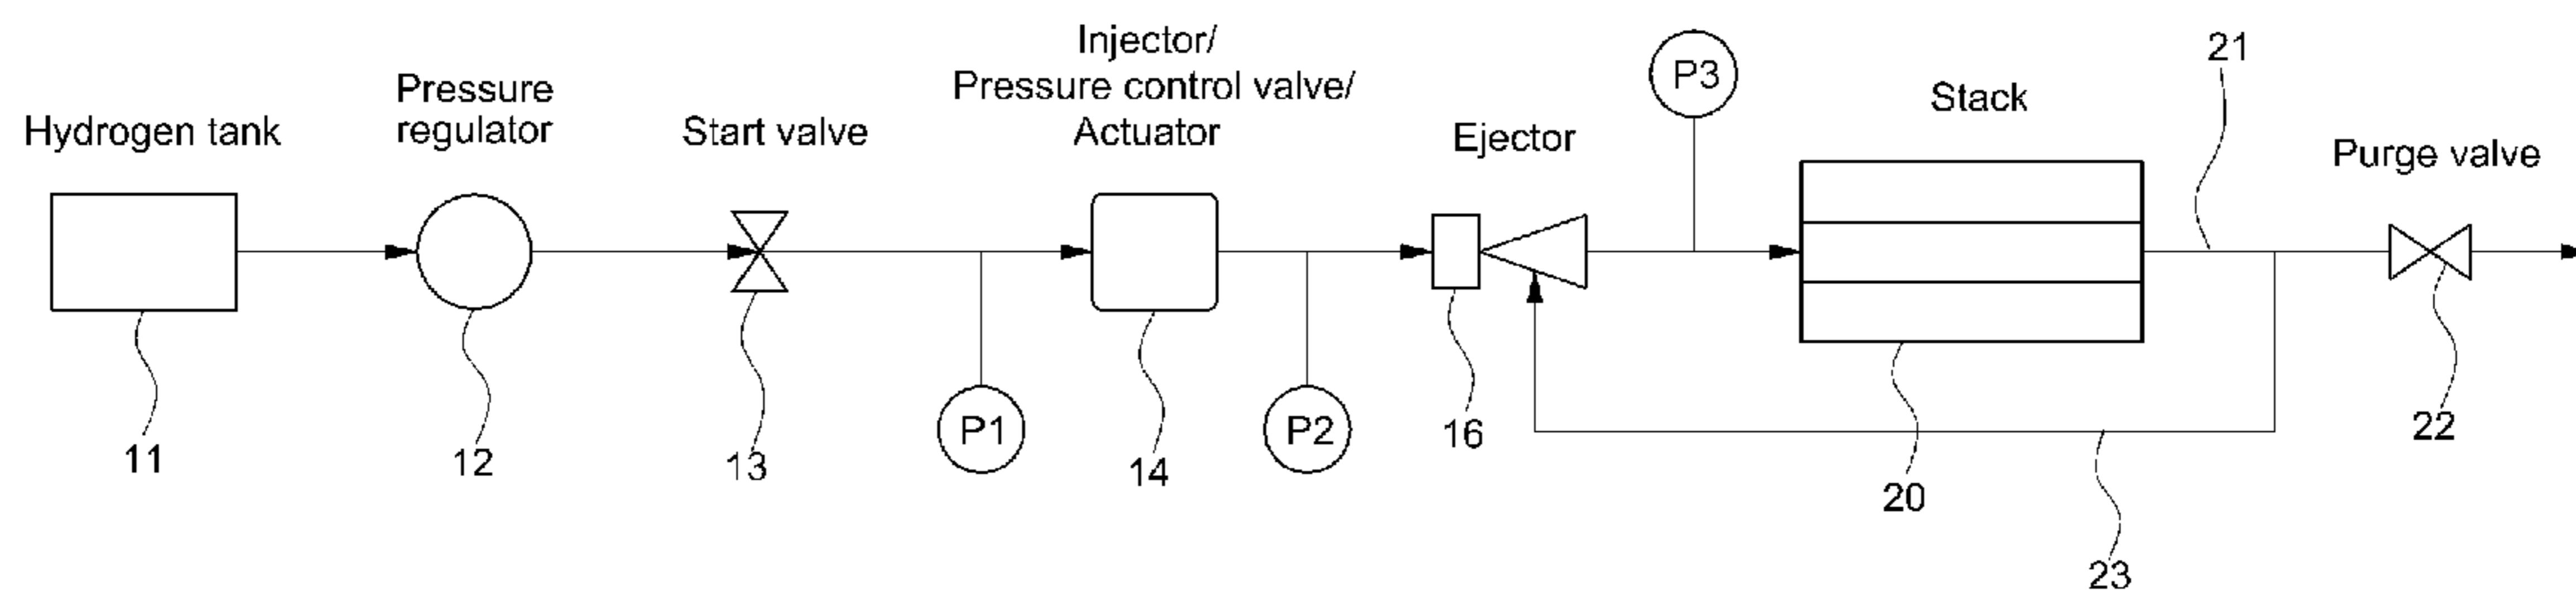 Hydrogen tank
Pressure
regulator
Start valve
Injector/
Pressure control valve/
Actuator
Ejector
P3
Stack
21
Purge valve
11
12
13
P1
14
P2
16
20
22
23